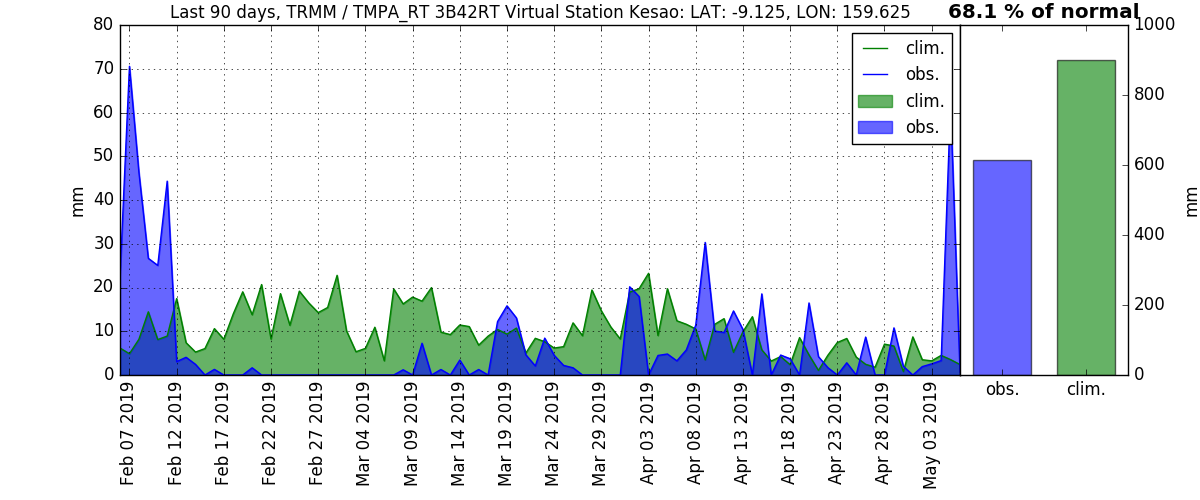 Last 90 days, TRMM / TMPA_RT 3B42RT Virtual Station Kesao: LAT: -9.125, LON: 159.625
68.1 % of normal
80
70
60
50
40
30
20
10
0
mm
clim.
obs.
clim.
obs.
1000
800
600
400
200
0
mm
Feb 07 2019
Feb 12 2019
Feb 17 2019
Feb 22 2019
Feb 27 2019
Mar 04 2019
Mar 09 2019
Mar 14 2019
Mar 19 2019
Mar 24 2019
Mar 29 2019
Apr 03 2019
Apr 08 2019
Apr 13 2019
Apr 18 2019
Apr 23 2019
Apr 28 2019
May 03 2019
obs.
clim.